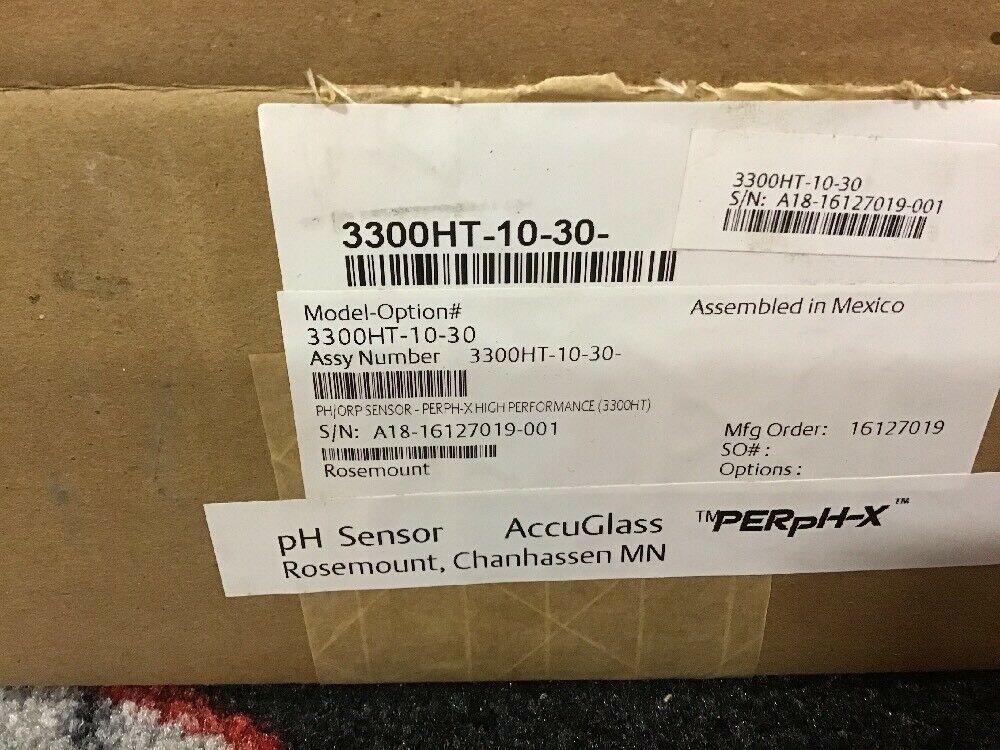 3300HT-10-30
S/N: A18-16127019-001
3300HT-10-30-
Model-Option# Assembled in Mexico
3300HT-10-30
Assy Number 3300HT-10-30-
PH/ORP SENSOR - PERPH-X HIGH PERFORMANCE (3300HT)
S/N: A18-16127019-001 Mfg Order: 16127019
SO# :
Rosemount Options :
pH Sensor AccuGlass ™PERpH-X™
Rosemount, Chanhassen MN